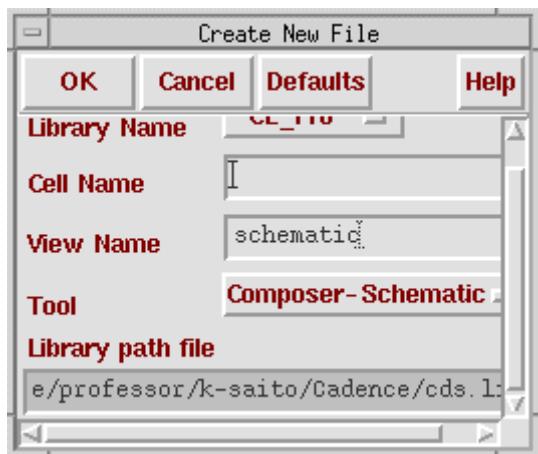 Create New File
OK Cancel Defaults Help
Library Name
Cell Name
View Name schematic
Tool Composer-Schematic
Library path file
e/professor/k-saito/Cadence/cds.l